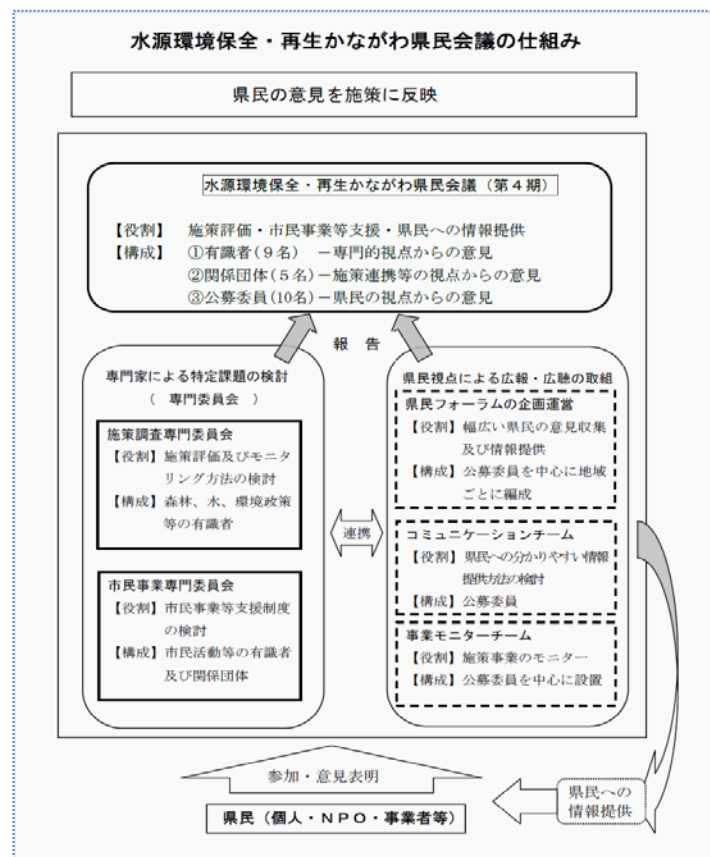 水源環境保全・再生かながわ県民会議の仕組み
県民の意見を施策に反映
水源環境保全・再生かながわ県民会議（第４期）
【役割】　施策評価・市民事業等支援・県民への情報提供
【構成】　①有識者(９名)　－専門的視点からの意見
②関係団体(５名)－施策連携等の視点からの意見
③公募委員(10名)－県民の視点からの意見
報　告
専門家による特定課題の検討
（　専門委員会　）
施策調査専門委員会
【役割】施策評価及びモニタ
リング方法の検討
【構成】森林、水、環境政策
等の有識者
市民事業専門委員会
【役割】市民事業等支援制度
の検討
【構成】市民活動等の有識者
及び関係団体
連携
県民視点による広報・広聴の取組
県民フォーラムの企画運営
【役割】幅広い県民の意見収集
及び情報提供
【構成】公募委員を中心に地域
ごとに編成
コミュニケーションチーム
【役割】県民への分かりやすい情報
提供方法の検討
【構成】公募委員
事業モニターチーム
【役割】施策事業のモニター
【構成】公募委員を中心に設置
参加・意見表明
県民（個人・ＮＰＯ・事業者等）
県民への
情報提供